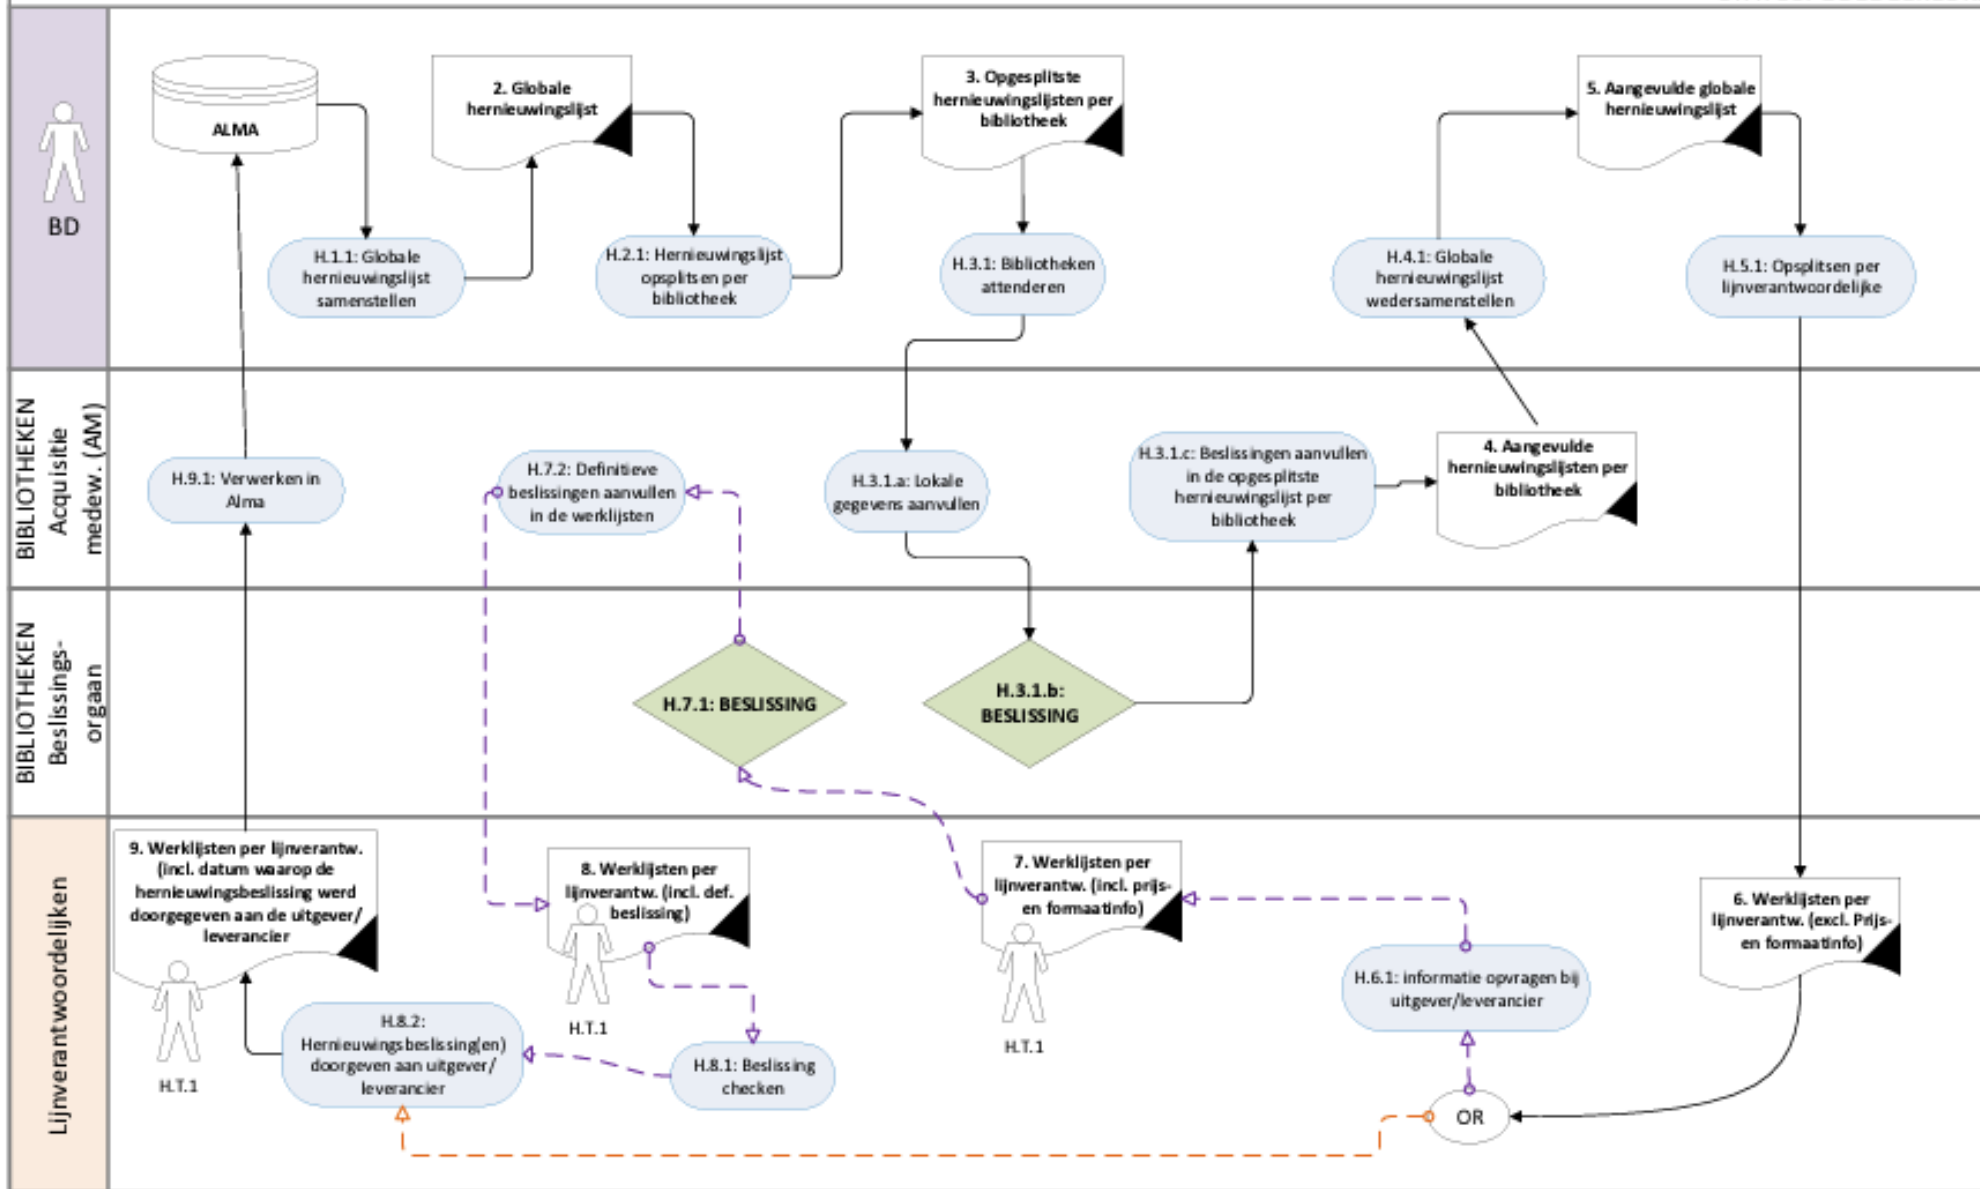 BD
ALMA
2. Globale
hernieuwingslijst
3. Opgesplitste
hernieuwingslijsten per
bibliotheek
5. Aangevulde globale
hernieuwingslijst
H.1.1: Globale
hernieuwingslijst
samenstellen
H.2.1: Hernieuwingslijst
opsplitsen per
bibliotheek
H.3.1: Bibliotheken
attenderen
H.4.1: Globale
hernieuwingslijst
wedersamenstellen
H.5.1: Opsplitsen per
lijnverantwoordelijke
BIBLIOTHEKEN
Acquisitie
medew. (AM)
H.9.1: Verwerken in
Alma
H.7.2: Definitieve
beslissingen aanvullen
in de werklijsten
H.3.1.a: Lokale
gegevens aanvullen
H.3.1.c: Beslissingen aanvullen
in de opgesplitste
hernieuwingslijst per
bibliotheek
4. Aangevulde
hernieuwingslijsten per
bibliotheek
BIBLIOTHEKEN
Beslissings-
orgaan
H.7.1: BESLISSING
H.3.1.b:
BESLISSING
Lijnverantwoordelijken
9. Werklijsten per lijnverantw.
(incl. datum waarop de
hernieuwingsbeslissing werd
doorgegeven aan de uitgever/
leverancier
H.T.1
8. Werklijsten per
lijnverantw. (incl. def.
beslissing)
H.T.1
7. Werklijsten per
lijnverantw. (incl. prijs-
en formaatinfo)
H.T.1
6. Werklijsten per
lijnverantw. (excl. Prijs-
en formaatinfo)
H.8.2:
Hernieuwingsbeslissing(en)
doorgeven aan uitgever/
leverancier
H.8.1: Beslissing
checken
H.6.1: informatie opvragen bij
uitgever/leverancier
OR